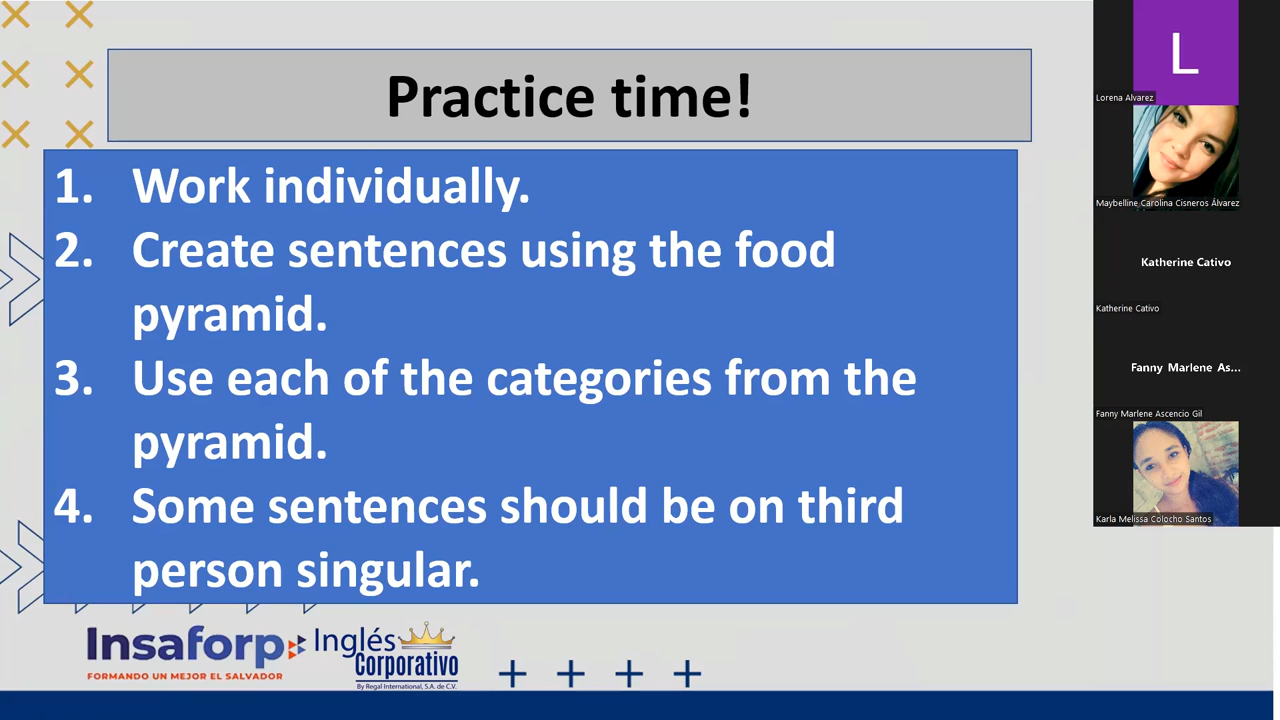 Practice time!
1. Work individually.
2. Create sentences using the food
pyramid.
3. Use each of the categories from the
pyramid.
4. Some sentences should be on third
person singular.
Insaforp
FORMANDO UN MEJOR EL SALVADOR
Inglés
Corporativo
By Regal International, S.A. de C.V.
L
Lorena Alvarez
Maybelline Carolina Cisneros Álvarez
Katherine Cativo
Katherine Cativo
Fanny Marlene As...
Fanny Marlene Ascencio Gil
Karla Melissa Colocho Santos